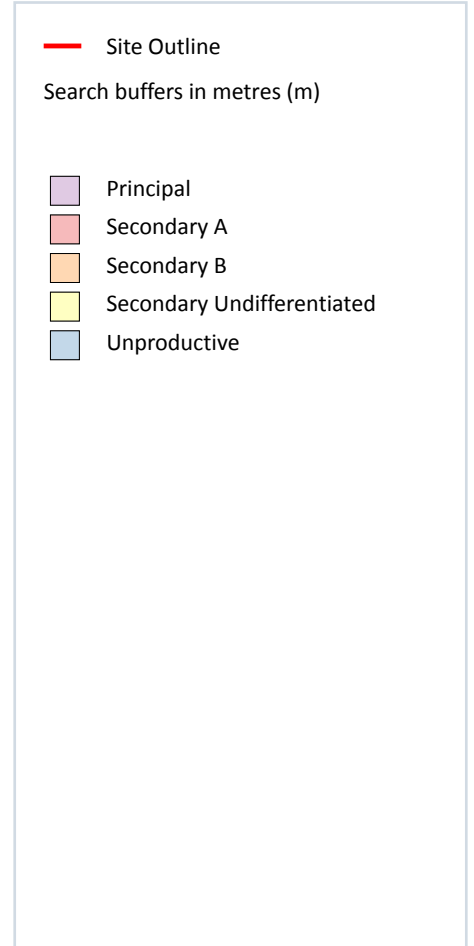 Site Outline
Search buffers in metres (m)
Principal
Secondary A
Secondary B
Secondary Undifferentiated
Unproductive